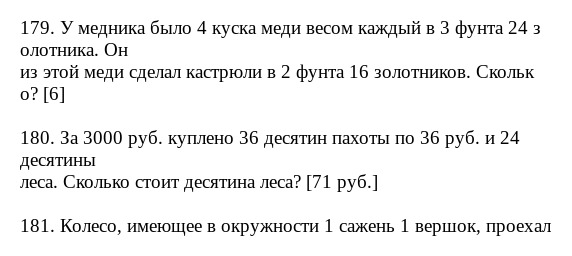 179. У медника было 4 куска меди весом каждый в 3 фунта 24 з
олотника. Он
из этой меди сделал кастрюли в 2 фунта 16 золотников. Скольк
о? [6]
180. За 3000 руб. куплено 36 десятин пахоты по 36 руб. и 24
десятины
леса. Сколько стоит десятина леса? [71 руб.]
181. Колесо, имеющее в окружности 1 сажень 1 вершок, проехал